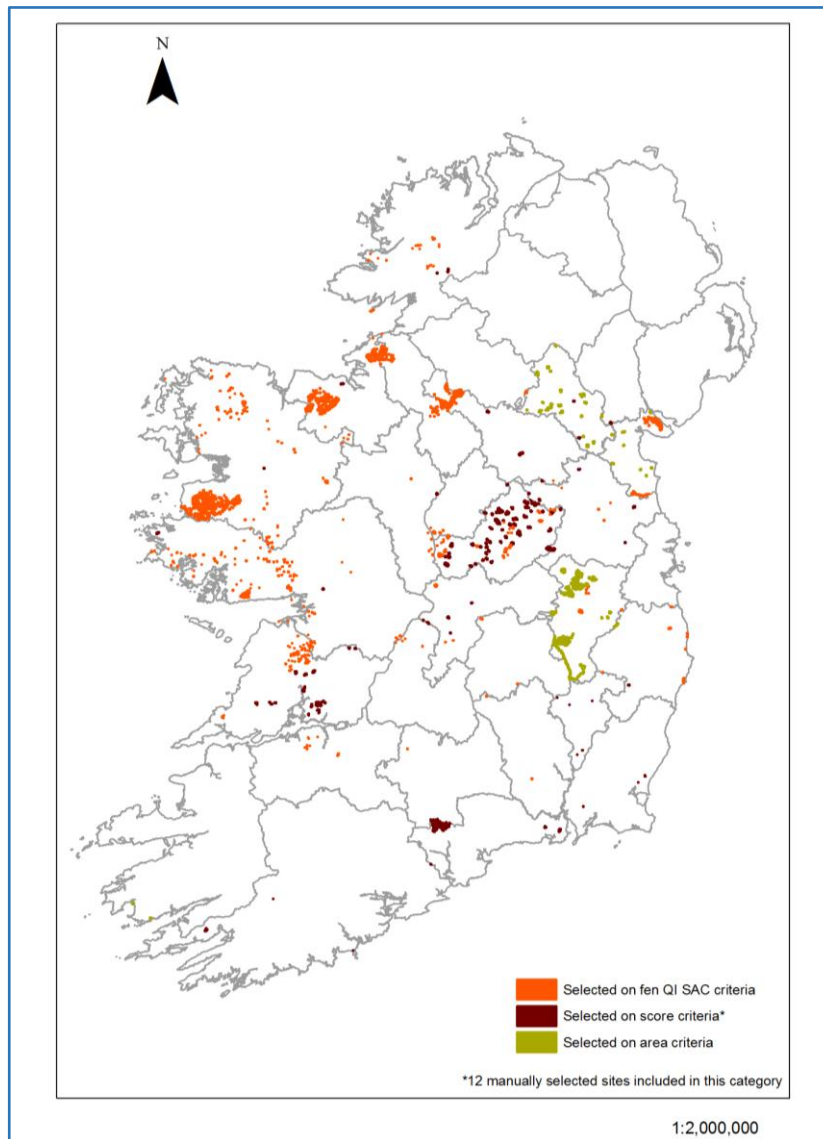 N
Selected on fen QI SAC criteria
Selected on score criteria*
Selected on area criteria
*12 manually selected sites included in this category
1:2,000,000